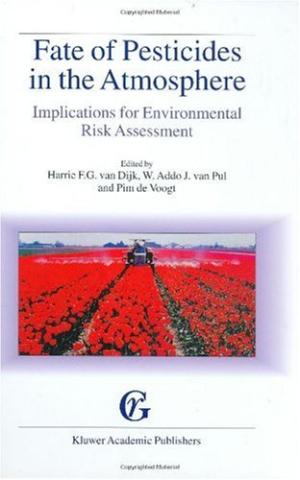 Fate of Pesticides
in the Atmosphere
Implications for Environmental
Risk Assessment
Edited by
Harrie F.G. van Dijk, W. Addo J. van Pul
and Pim de Voogt
Kluwer Academic Publishers